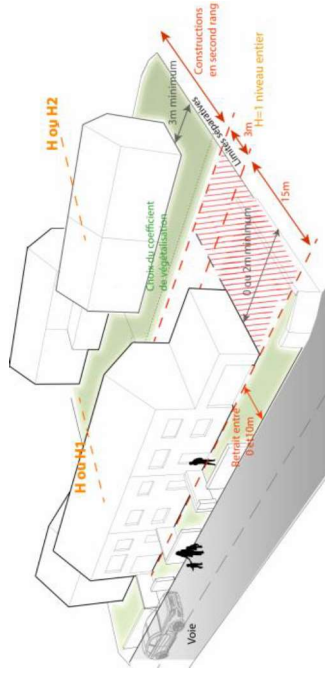 H ou H1
H ou H2
Choix du coefficient
de végétalisation
3m minimum
Constructions
en second rang
Limites séparatives
3m
H=1 niveau entier
15m
0 ou 2m minimum
Retrait entre
0 et 10m
Voie